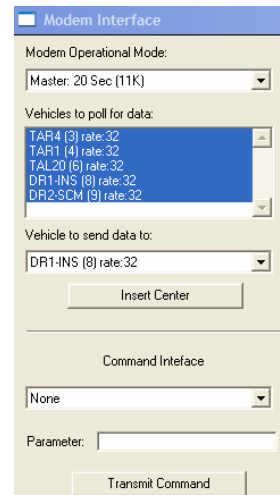 Modem Interface
Modem Operational Mode:
Master: 20 Sec (11K)
Vehicles to poll for data:
TAR4 (3) rate:32
TAR1 (4) rate:32
TAL20 (6) rate:32
DR1-INS (8) rate:32
DR2-SCM (9) rate:32
Vehicle to send data to:
DR1-INS (8) rate:32
Insert Center
Command Inteface
None
Parameter:
Transmit Command